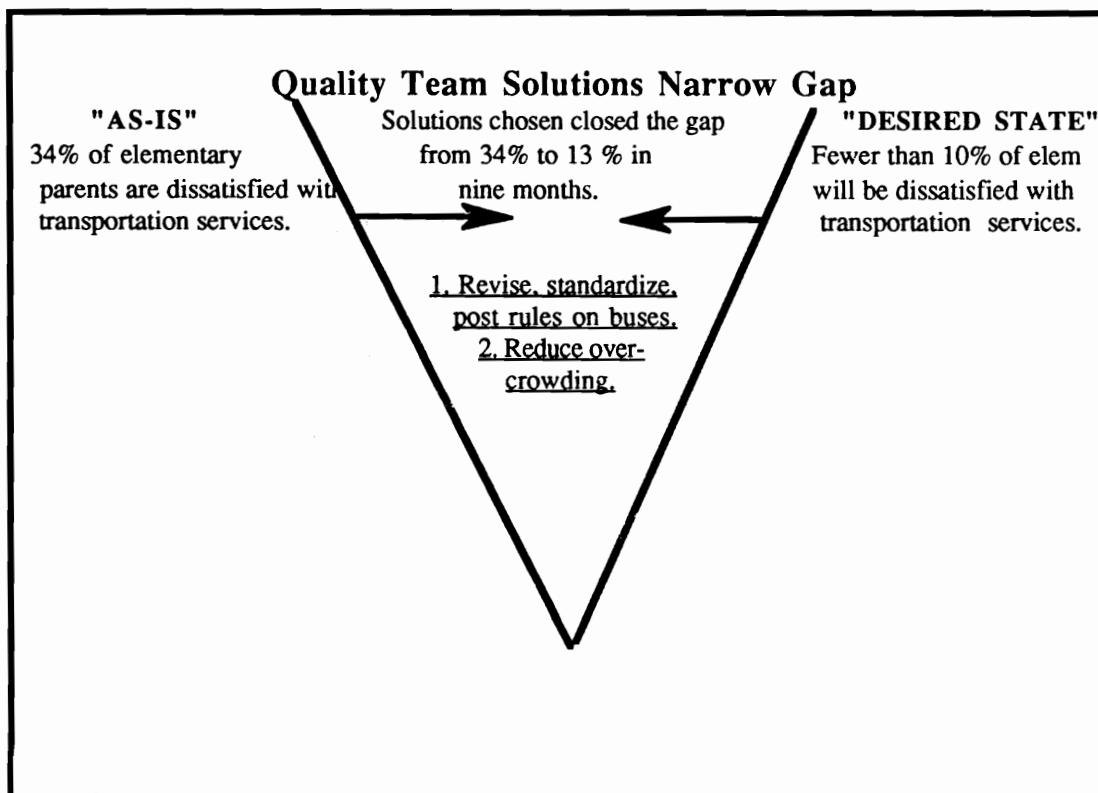 Quality Team Solutions Narrow Gap
"AS-IS"
34% of elementary
parents are dissatisfied with
transportation services.
Solutions chosen closed the gap
from 34% to 13 % in
nine months.
"DESIRED STATE"
Fewer than 10% of elem
will be dissatisfied with
transportation services.
1. Revise, standardize,
post rules on buses.
2. Reduce over-
crowding.